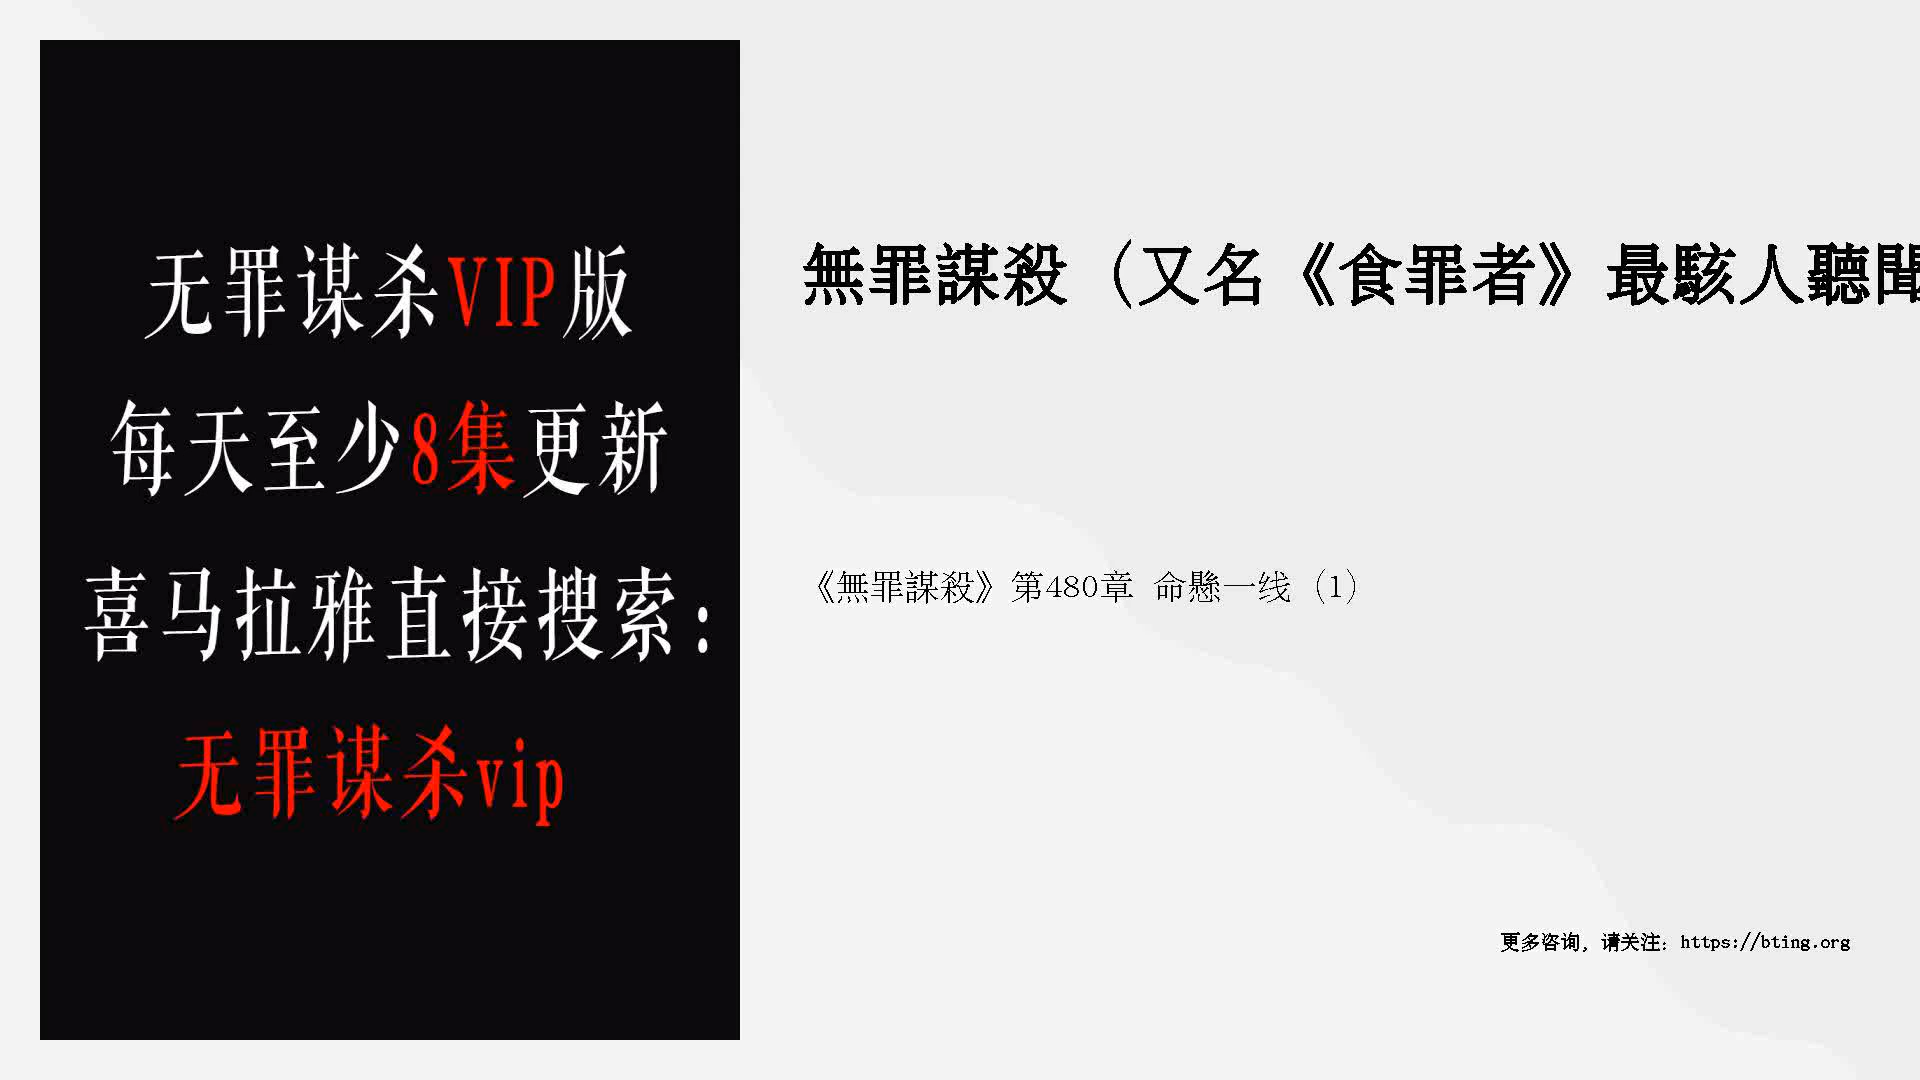 无罪谋杀VIP版
每天至少8集更新
喜马拉雅直接搜索：
无罪谋杀vip
無罪謀殺（又名《食罪者》最駭人聽聞
《無罪謀殺》第480章 命懸一线（1）
更多咨询，请关注：https://bting.org